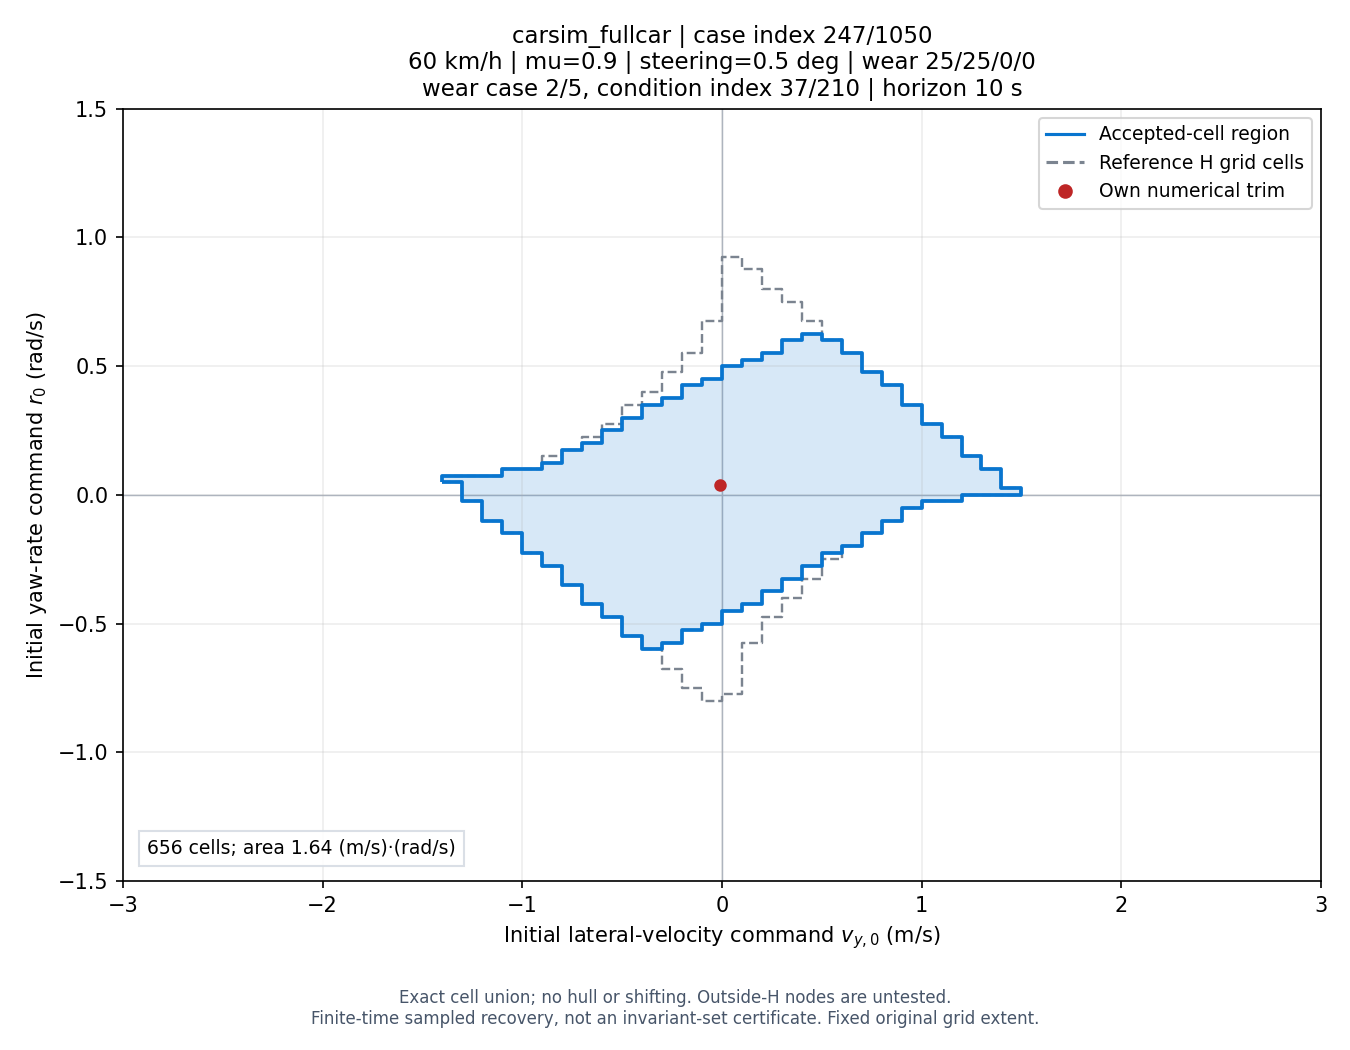 carsim_fullcar | case index 247/1050
60 km/h | mu=0.9 | steering=0.5 deg | wear 25/25/0/0
wear case 2/5, condition index 37/210 | horizon 10 s
Accepted-cell region
Reference H grid cells
Own numerical trim
1.5
1.0
0.5
0.0
−0.5
−1.0
−1.5
Initial yaw-rate command r₀ (rad/s)
656 cells; area 1.64 (m/s)·(rad/s)
−3
−2
−1
0
1
2
3
Initial lateral-velocity command v_{y,0} (m/s)
Exact cell union; no hull or shifting. Outside-H nodes are untested.
Finite-time sampled recovery, not an invariant-set certificate. Fixed original grid extent.